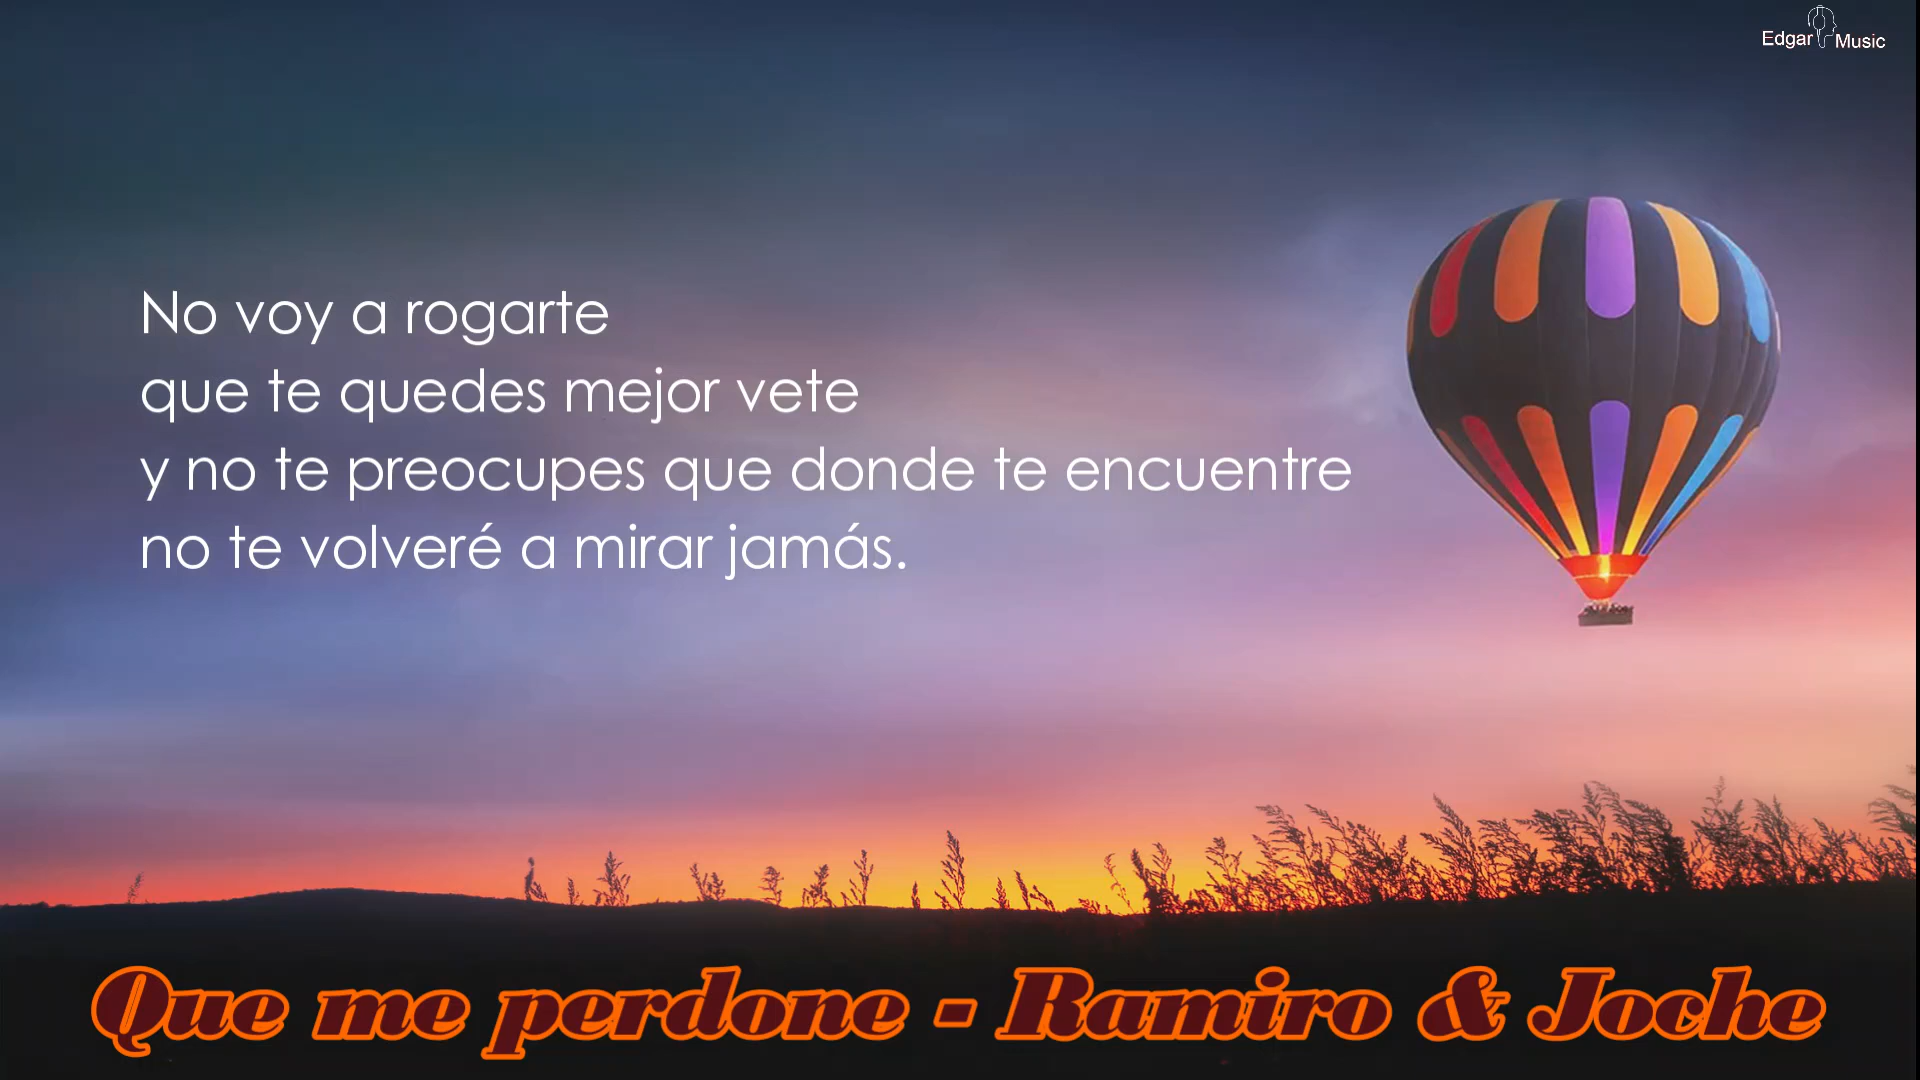 Edgar Music
No voy a rogarte
que te quedes mejor vete
y no te preocupes que donde te encuentre
no te volveré a mirar jamás.
Que me perdone - Ramiro & Joche